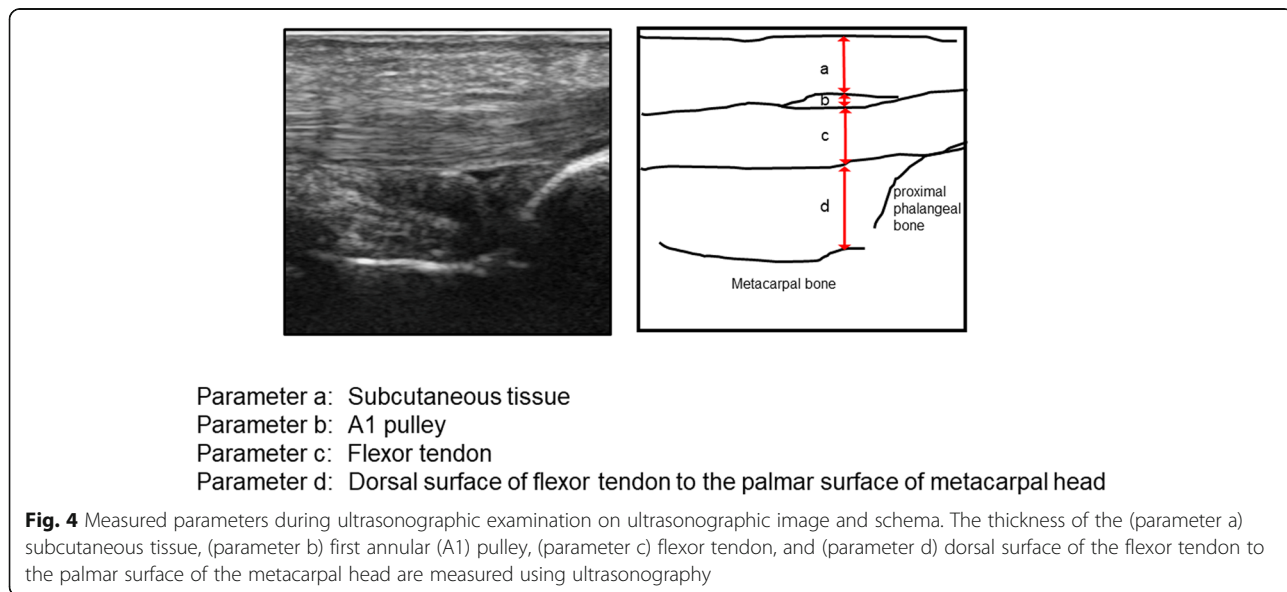 a
b
c
d
proximal
phalangeal
bone
Metacarpal bone
Parameter a: Subcutaneous tissue
Parameter b: A1 pulley
Parameter c: Flexor tendon
Parameter d: Dorsal surface of flexor tendon to the palmar surface of metacarpal head
Fig. 4 Measured parameters during ultrasonographic examination on ultrasonographic image and schema. The thickness of the (parameter a)
subcutaneous tissue, (parameter b) first annular (A1) pulley, (parameter c) flexor tendon, and (parameter d) dorsal surface of the flexor tendon to
the palmar surface of the metacarpal head are measured using ultrasonography